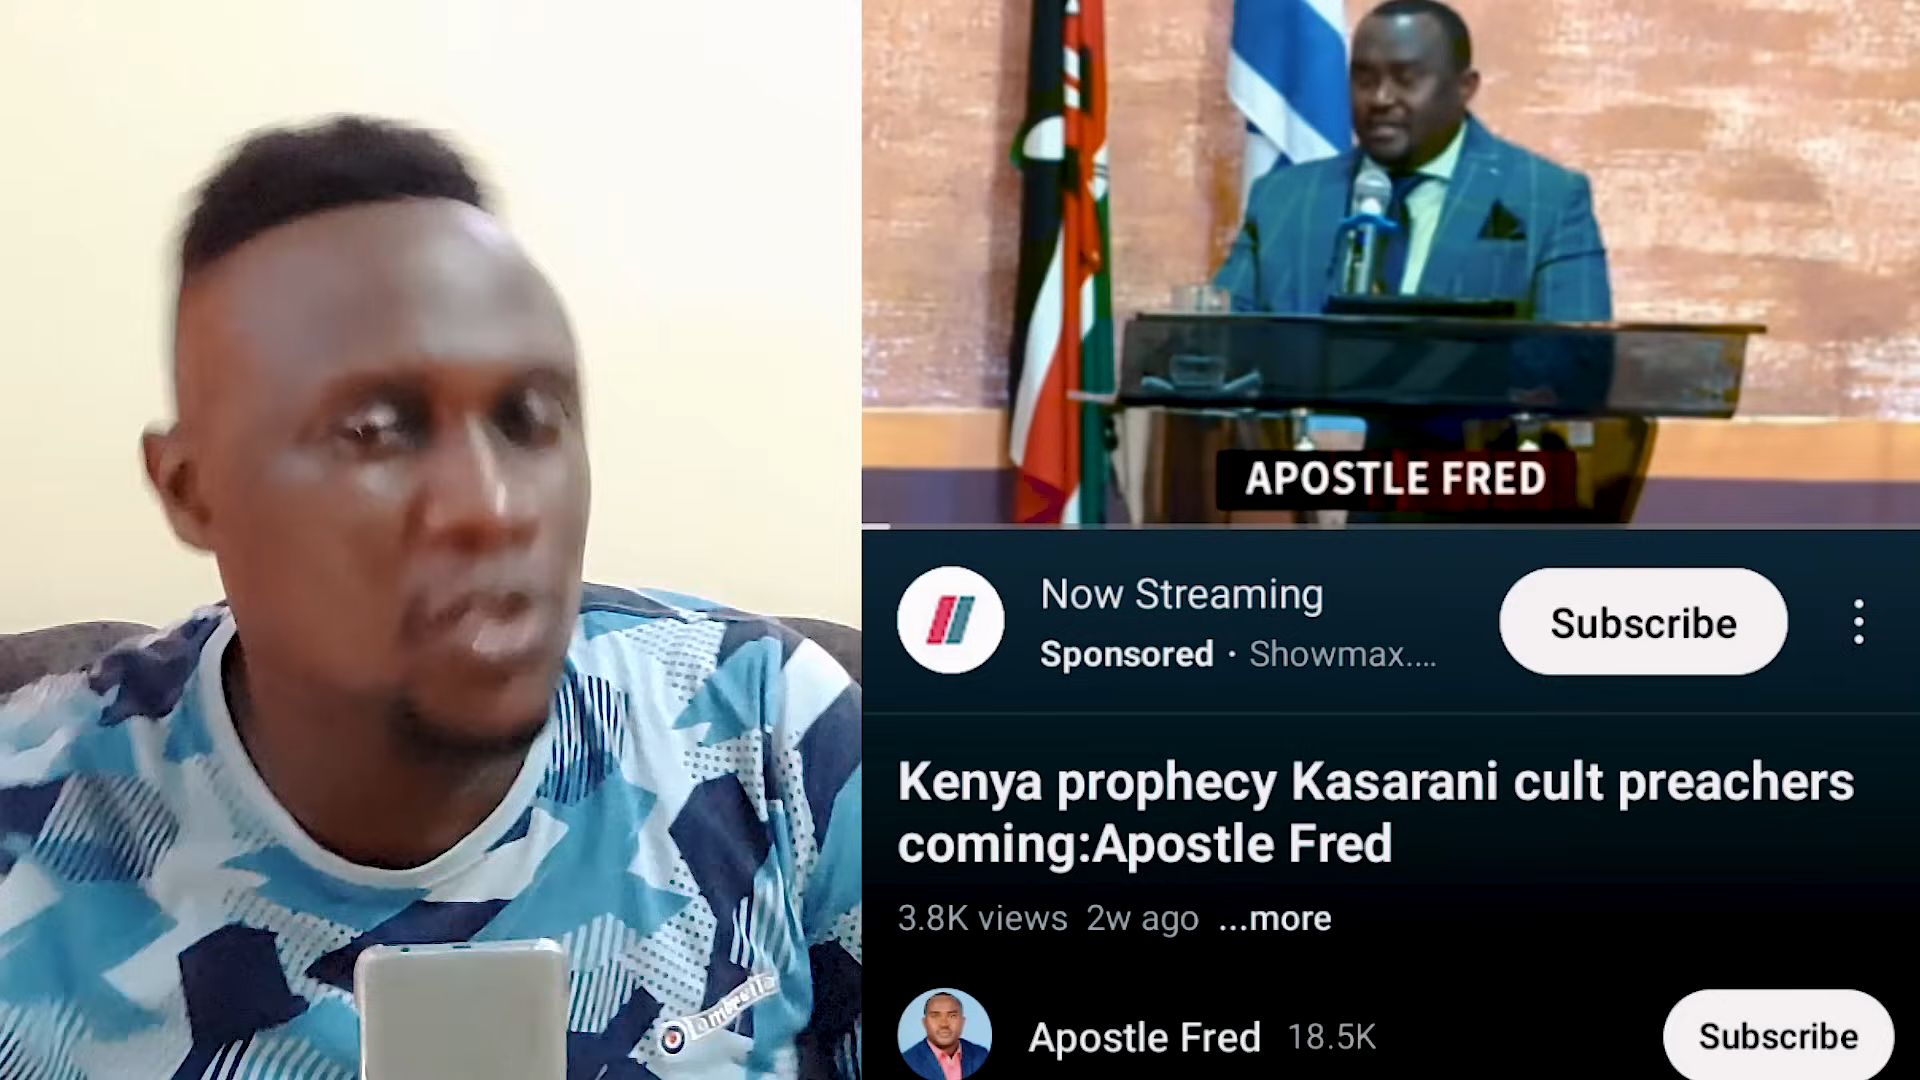 APOSTLE FRED
Now Streaming
Subscribe
Sponsored · Showmax....
Kenya prophecy Kasarani cult preachers
coming:Apostle Fred
3.8K views 2w ago ...more
Apostle Fred 18.5K
Subscribe
Lambretta